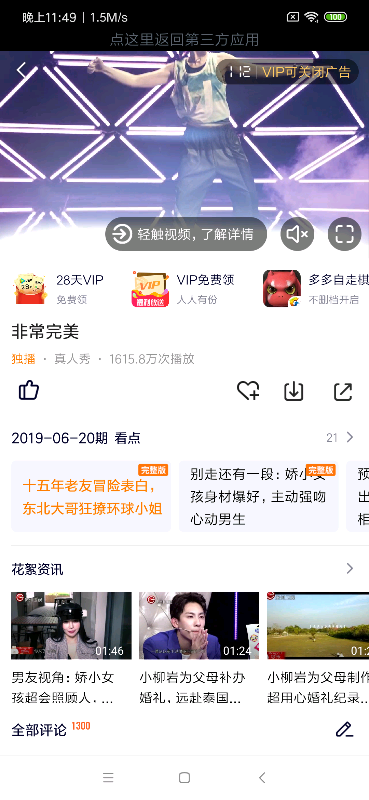 晚上11:49 | 1.5M/s
100
点这里返回第三方应用
112 | VIP可关闭广告
轻触视频，了解详情
28天VIP
免费领
VIP
福利放送
VIP免费领
人人有份
多多自走棋
不删档开启
非常完美
独播 · 真人秀 · 1615.8万次播放
2019-06-20期 看点
21
完整版
十五年老友冒险表白，
东北大哥狂撩环球小姐
完整版
别走还有一段：娇小女
孩身材爆好，主动强吻
心动男生
预
出
相
花絮资讯
01:46
男友视角：娇小女
孩超会照顾人，...
01:24
小柳岩为父母补办
婚礼，远赴泰国...
小柳岩为父母制作
超用心婚礼纪录...
全部评论 1300